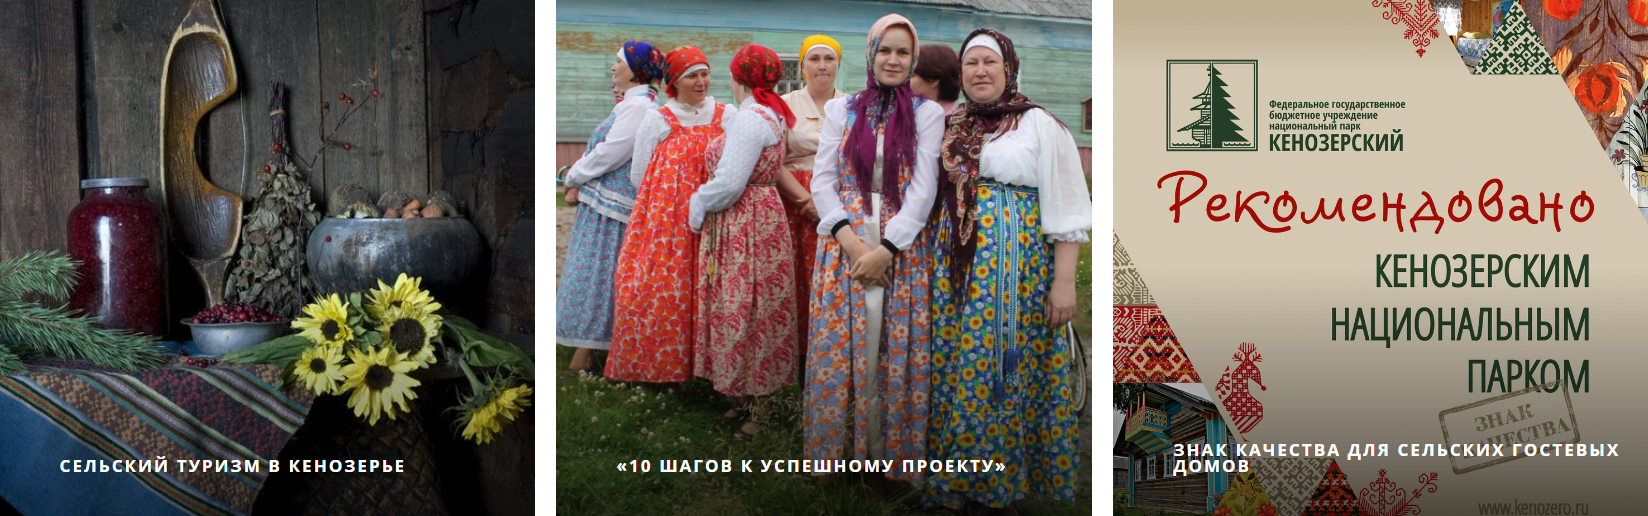 СЕЛЬСКИЙ ТУРИЗМ В КЕНОЗЕРЬЕ
«10 ШАГОВ К УСПЕШНОМУ ПРОЕКТУ»
Федеральное государственное
бюджетное учреждение
национальный парк
КЕНОЗЕРСКИЙ
Рекомендовано
КЕНОЗЕРСКИМ
НАЦИОНАЛЬНЫМ
ПАРКОМ
ЗНАК
КАЧЕСТВА
ЗНАК КАЧЕСТВА ДЛЯ СЕЛЬСКИХ ГОСТЕВЫХ
ДОМОВ
www.kenozero.ru